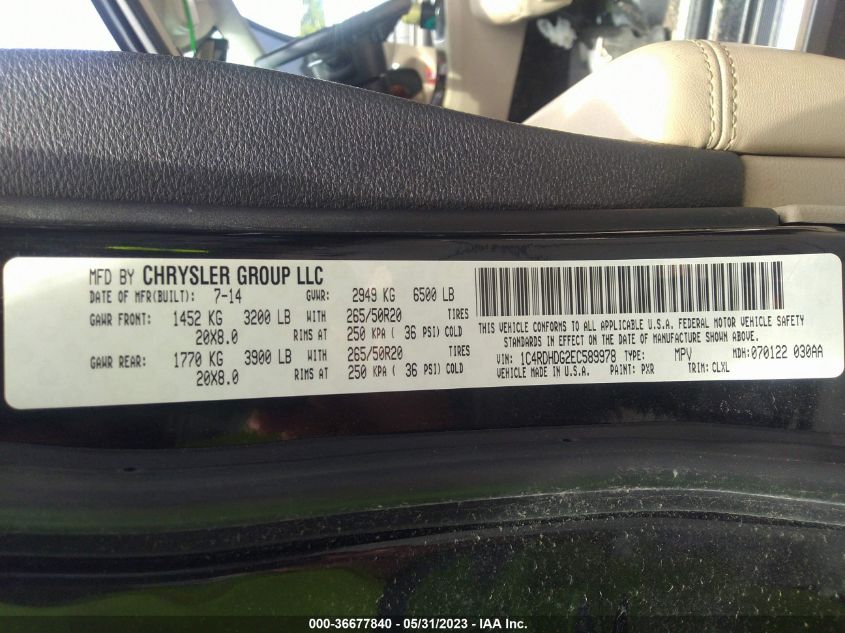 MFD BY CHRYSLER GROUP LLC
DATE OF MFR(BUILT): 7-14 GVWR: 2949 KG 6500 LB
GAWR FRONT: 1452 KG 3200 LB WITH 265/50R20 TIRES
20X8.0 RIMS AT 250 KPA ( 36 PSI) COLD
GAWR REAR: 1770 KG 3900 LB WITH 265/50R20 TIRES
20X8.0 RIMS AT 250 KPA ( 36 PSI) COLD
THIS VEHICLE CONFORMS TO ALL APPLICABLE U.S.A. FEDERAL MOTOR VEHICLE SAFETY
STANDARDS IN EFFECT ON THE DATE OF MANUFACTURE SHOWN ABOVE.
VIN: 1C4RDHDG2EC589978 TYPE: MPV MDH: 070122 030AA
VEHICLE MADE IN U.S.A. PAINT: PXR TRIM: CLXL
000-36677840 - 05/31/2023 - IAA Inc.